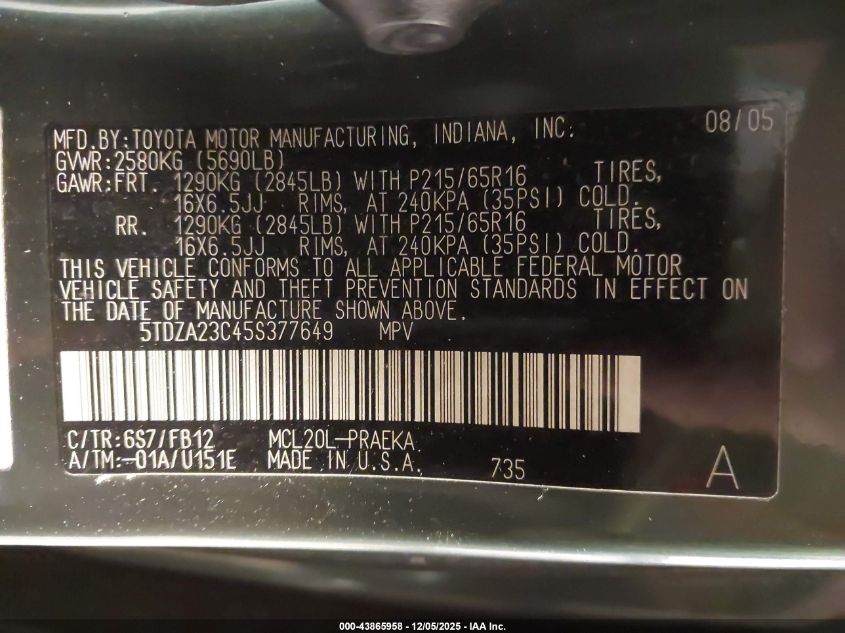 MFD.BY:TOYOTA MOTOR MANUFACTURING, INDIANA, INC. 08/05
GVWR:2580KG (5690LB)
GAWR:FRT. 1290KG (2845LB) WITH P215/65R16 TIRES,
16X6.5JJ RIMS, AT 240KPA (35PSI) COLD.
RR. 1290KG (2845LB) WITH P215/65R16 TIRES,
16X6.5JJ RIMS, AT 240KPA (35PSI) COLD.
THIS VEHICLE CONFORMS TO ALL APPLICABLE FEDERAL MOTOR
VEHICLE SAFETY AND THEFT PREVENTION STANDARDS IN EFFECT ON
THE DATE OF MANUFACTURE SHOWN ABOVE.
5TDZA23C45S377649 MPV
C/TR:6S7/FB12 MCL20L-PRAEKA
A/TM:-01A/U151E MADE IN U.S.A. 735 A
000-43865958 - 12/05/2025 - IAA Inc.